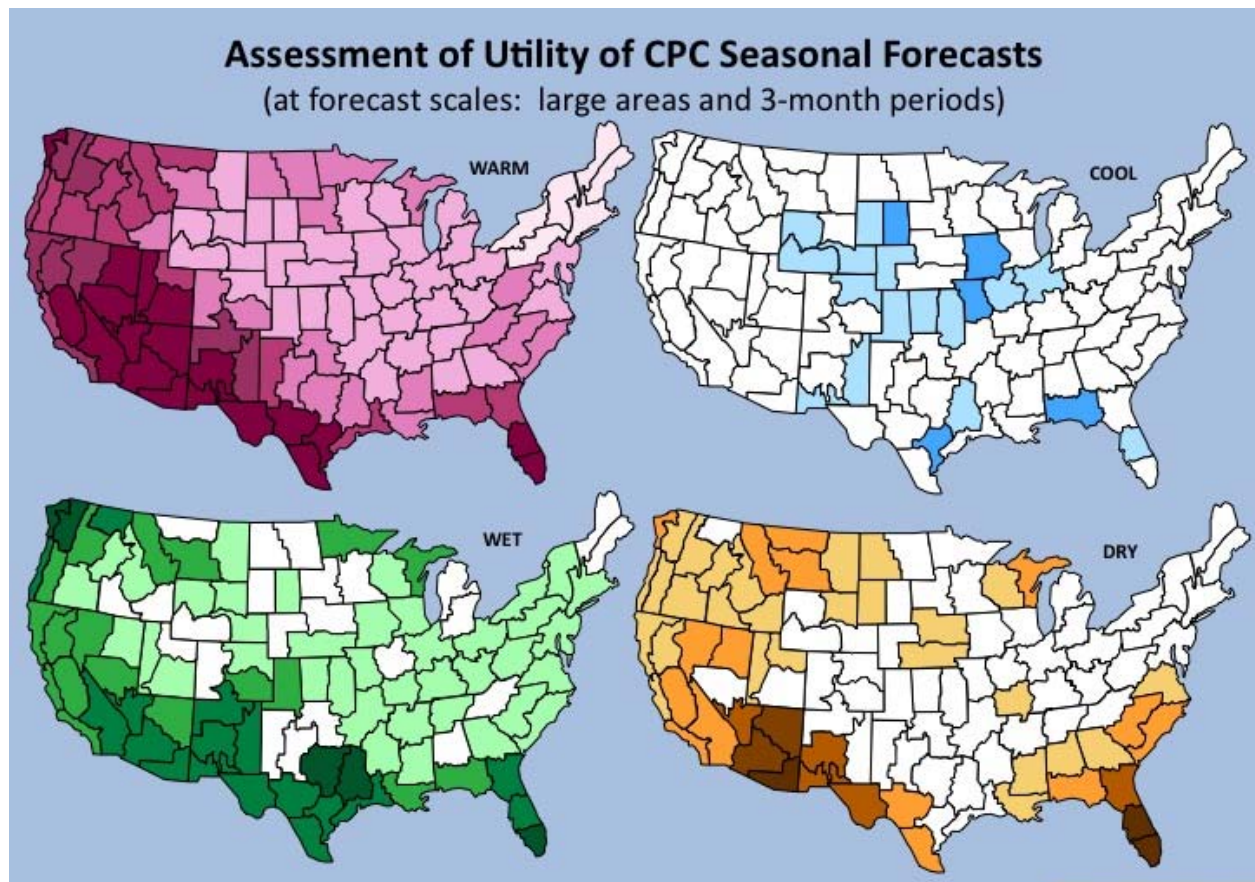 Assessment of Utility of CPC Seasonal Forecasts
(at forecast scales: large areas and 3-month periods)
WARM
COOL
WET
DRY